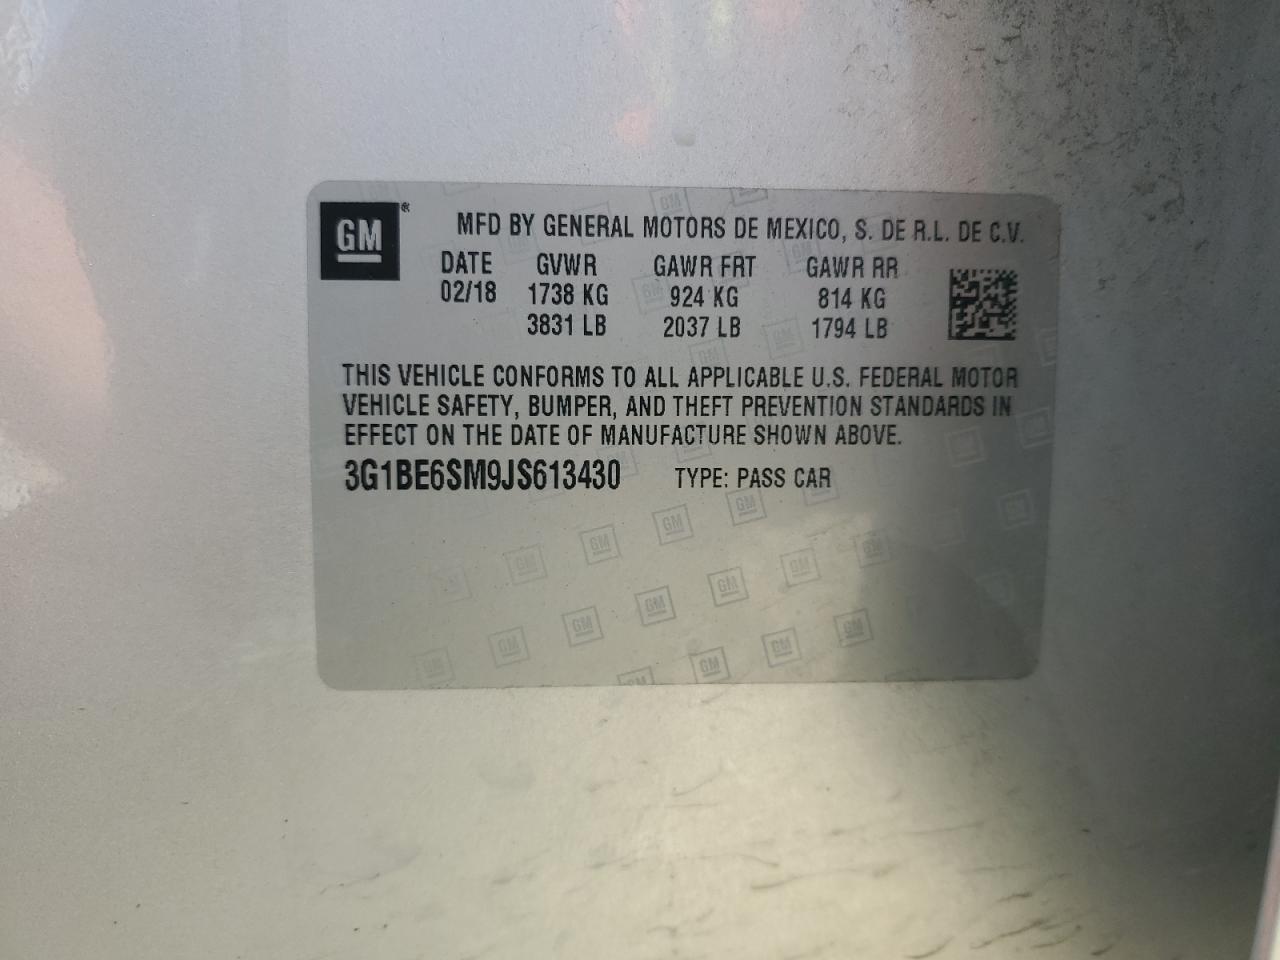 GM®
MFD BY GENERAL MOTORS DE MEXICO, S. DE R.L. DE C.V.
DATE GVWR GAWR FRT GAWR RR
02/18 1738 KG 924 KG 814 KG
3831 LB 2037 LB 1794 LB
THIS VEHICLE CONFORMS TO ALL APPLICABLE U.S. FEDERAL MOTOR
VEHICLE SAFETY, BUMPER, AND THEFT PREVENTION STANDARDS IN
EFFECT ON THE DATE OF MANUFACTURE SHOWN ABOVE.
3G1BE6SM9JS613430 TYPE: PASS CAR